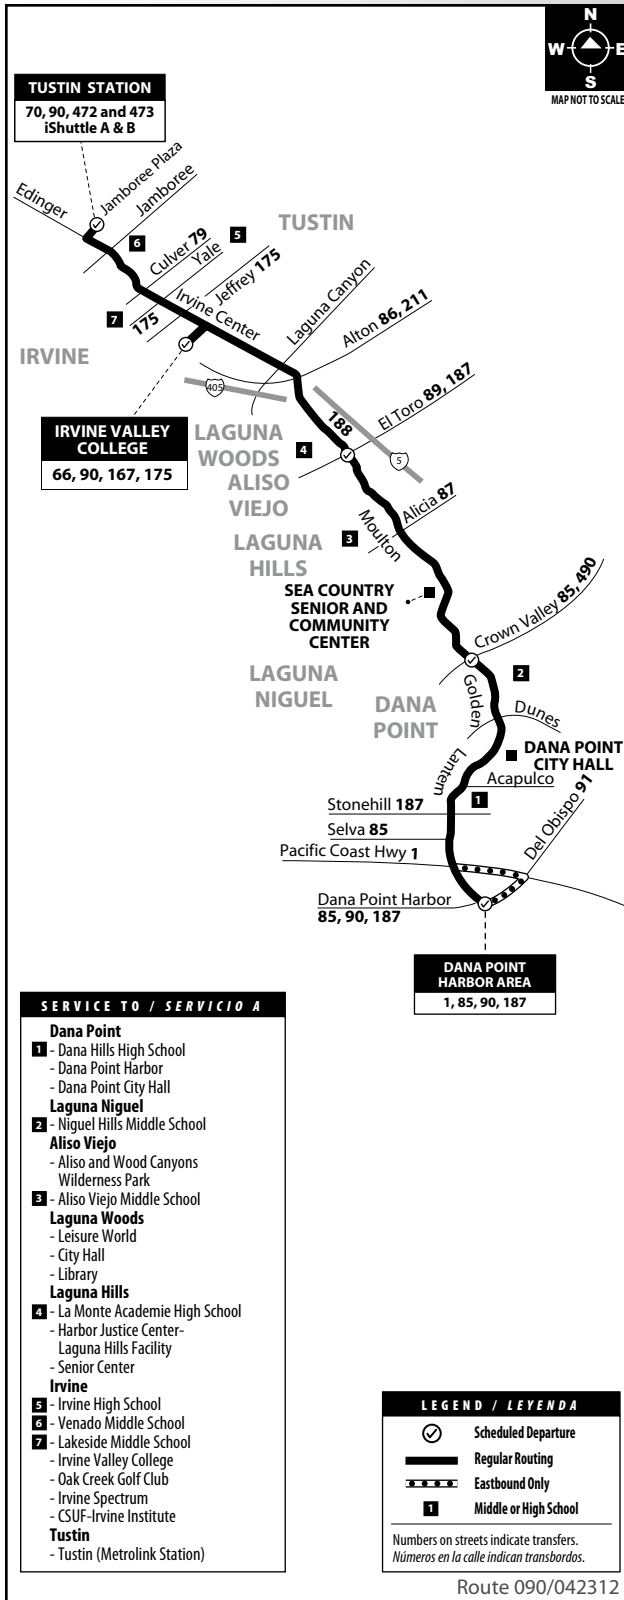 N
W E
S
MAP NOT TO SCALE
TUSTIN STATION
70, 90, 472 and 473
iShuttle A & B
Jamboree Plaza
Edinger
Jamboree
TUSTIN
6
5
Culver 79
Yale
Jeffrey 175
7
175
Irvine Center
Laguna Canyon
Alton 86, 211
IRVINE
405
IRVINE VALLEY
COLLEGE
66, 90, 167, 175
188
El Toro 89, 187
5
LAGUNA
WOODS
4
ALISO
VIEJO
Alicia 87
Moulton
3
LAGUNA
HILLS
SEA COUNTRY
SENIOR AND
COMMUNITY
CENTER
Crown Valley 85, 490
LAGUNA
NIGUEL
2
Golden
DANA
POINT
Dunes
DANA POINT
CITY HALL
Lantern
Acapulco
1
Stonehill 187
Del Obispo 91
Selva 85
Pacific Coast Hwy 1
Dana Point Harbor
85, 90, 187
DANA POINT
HARBOR AREA
1, 85, 90, 187
SERVICE TO / SERVICIO A
Dana Point
1 - Dana Hills High School
- Dana Point Harbor
- Dana Point City Hall
Laguna Niguel
2 - Niguel Hills Middle School
Aliso Viejo
- Aliso and Wood Canyons
Wilderness Park
3 - Aliso Viejo Middle School
Laguna Woods
- Leisure World
- City Hall
- Library
Laguna Hills
4 - La Monte Academie High School
- Harbor Justice Center-
Laguna Hills Facility
- Senior Center
Irvine
5 - Irvine High School
6 - Venado Middle School
7 - Lakeside Middle School
- Irvine Valley College
- Oak Creek Golf Club
- Irvine Spectrum
- CSUF-Irvine Institute
Tustin
- Tustin (Metrolink Station)
LEGEND / LEYENDA
Scheduled Departure
Regular Routing
Eastbound Only
1 Middle or High School
Numbers on streets indicate transfers.
Números en la calle indican transbordos.
Route 090/042312